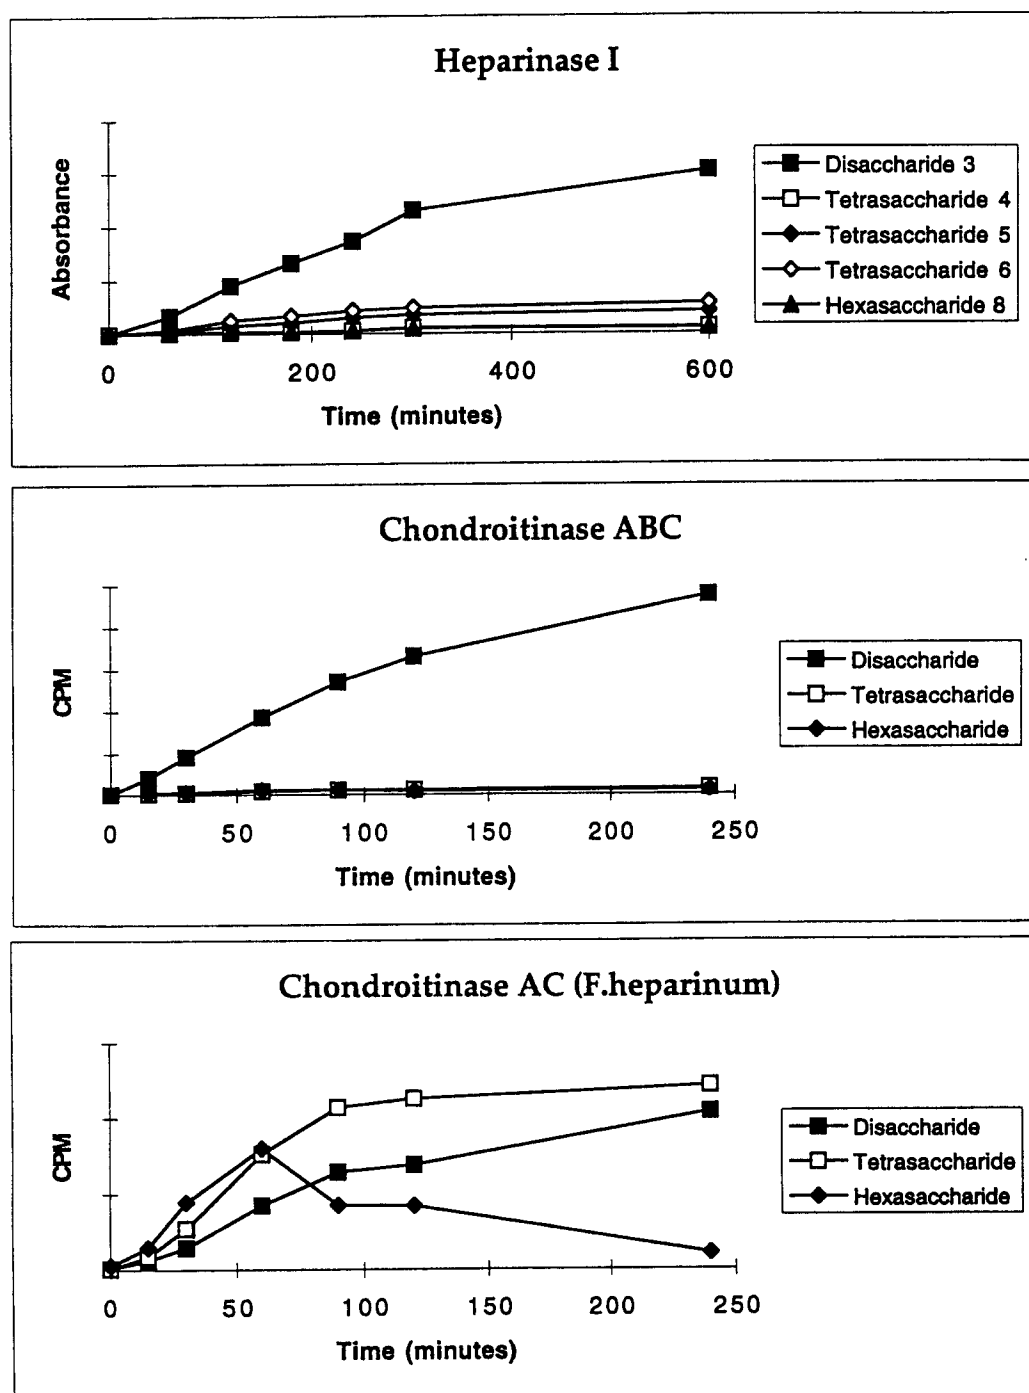 Heparinase I
Absorbance
0 200 400 600
Time (minutes)
Disaccharide 3
Tetrasaccharide 4
Tetrasaccharide 5
Tetrasaccharide 6
Hexasaccharide 8
Chondroitinase ABC
CPM
0 50 100 150 200 250
Time (minutes)
Disaccharide
Tetrasaccharide
Hexasaccharide
Chondroitinase AC (F.heparinum)
CPM
0 50 100 150 200 250
Time (minutes)
Disaccharide
Tetrasaccharide
Hexasaccharide